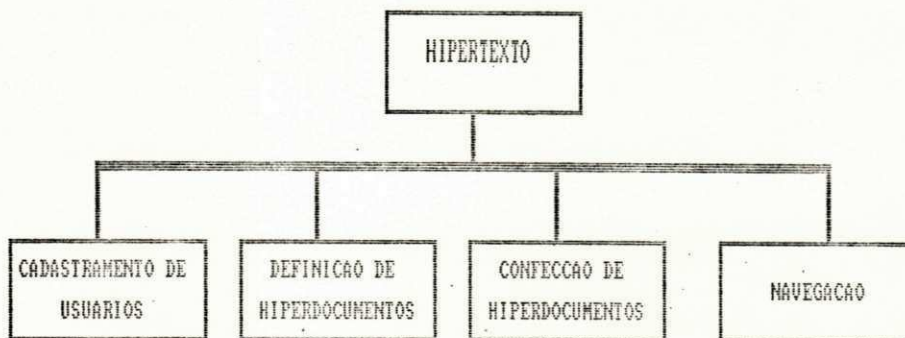 HIPERTEXTO
CADASTRAMENTO DE
USUARIOS
DEFINICAO DE
HIPERDOCUMENTOS
CONFECCAO DE
HIPERDOCUMENTOS
NAVEGACAO